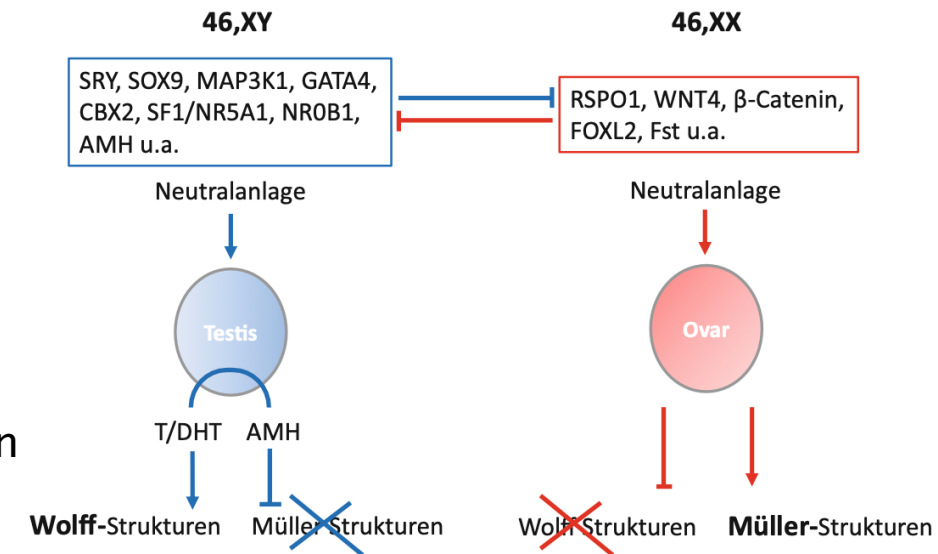 46,XY
46,XX
SRY, SOX9, MAP3K1, GATA4,
CBX2, SF1/NR5A1, NR0B1,
AMH u.a.
RSPO1, WNT4, β-Catenin,
FOXL2, Fst u.a.
Neutralanlage
Neutralanlage
Testis
Ovar
n
T/DHT
AMH
Wolff-Strukturen
Müller-Strukturen
Wolff-Strukturen
Müller-Strukturen